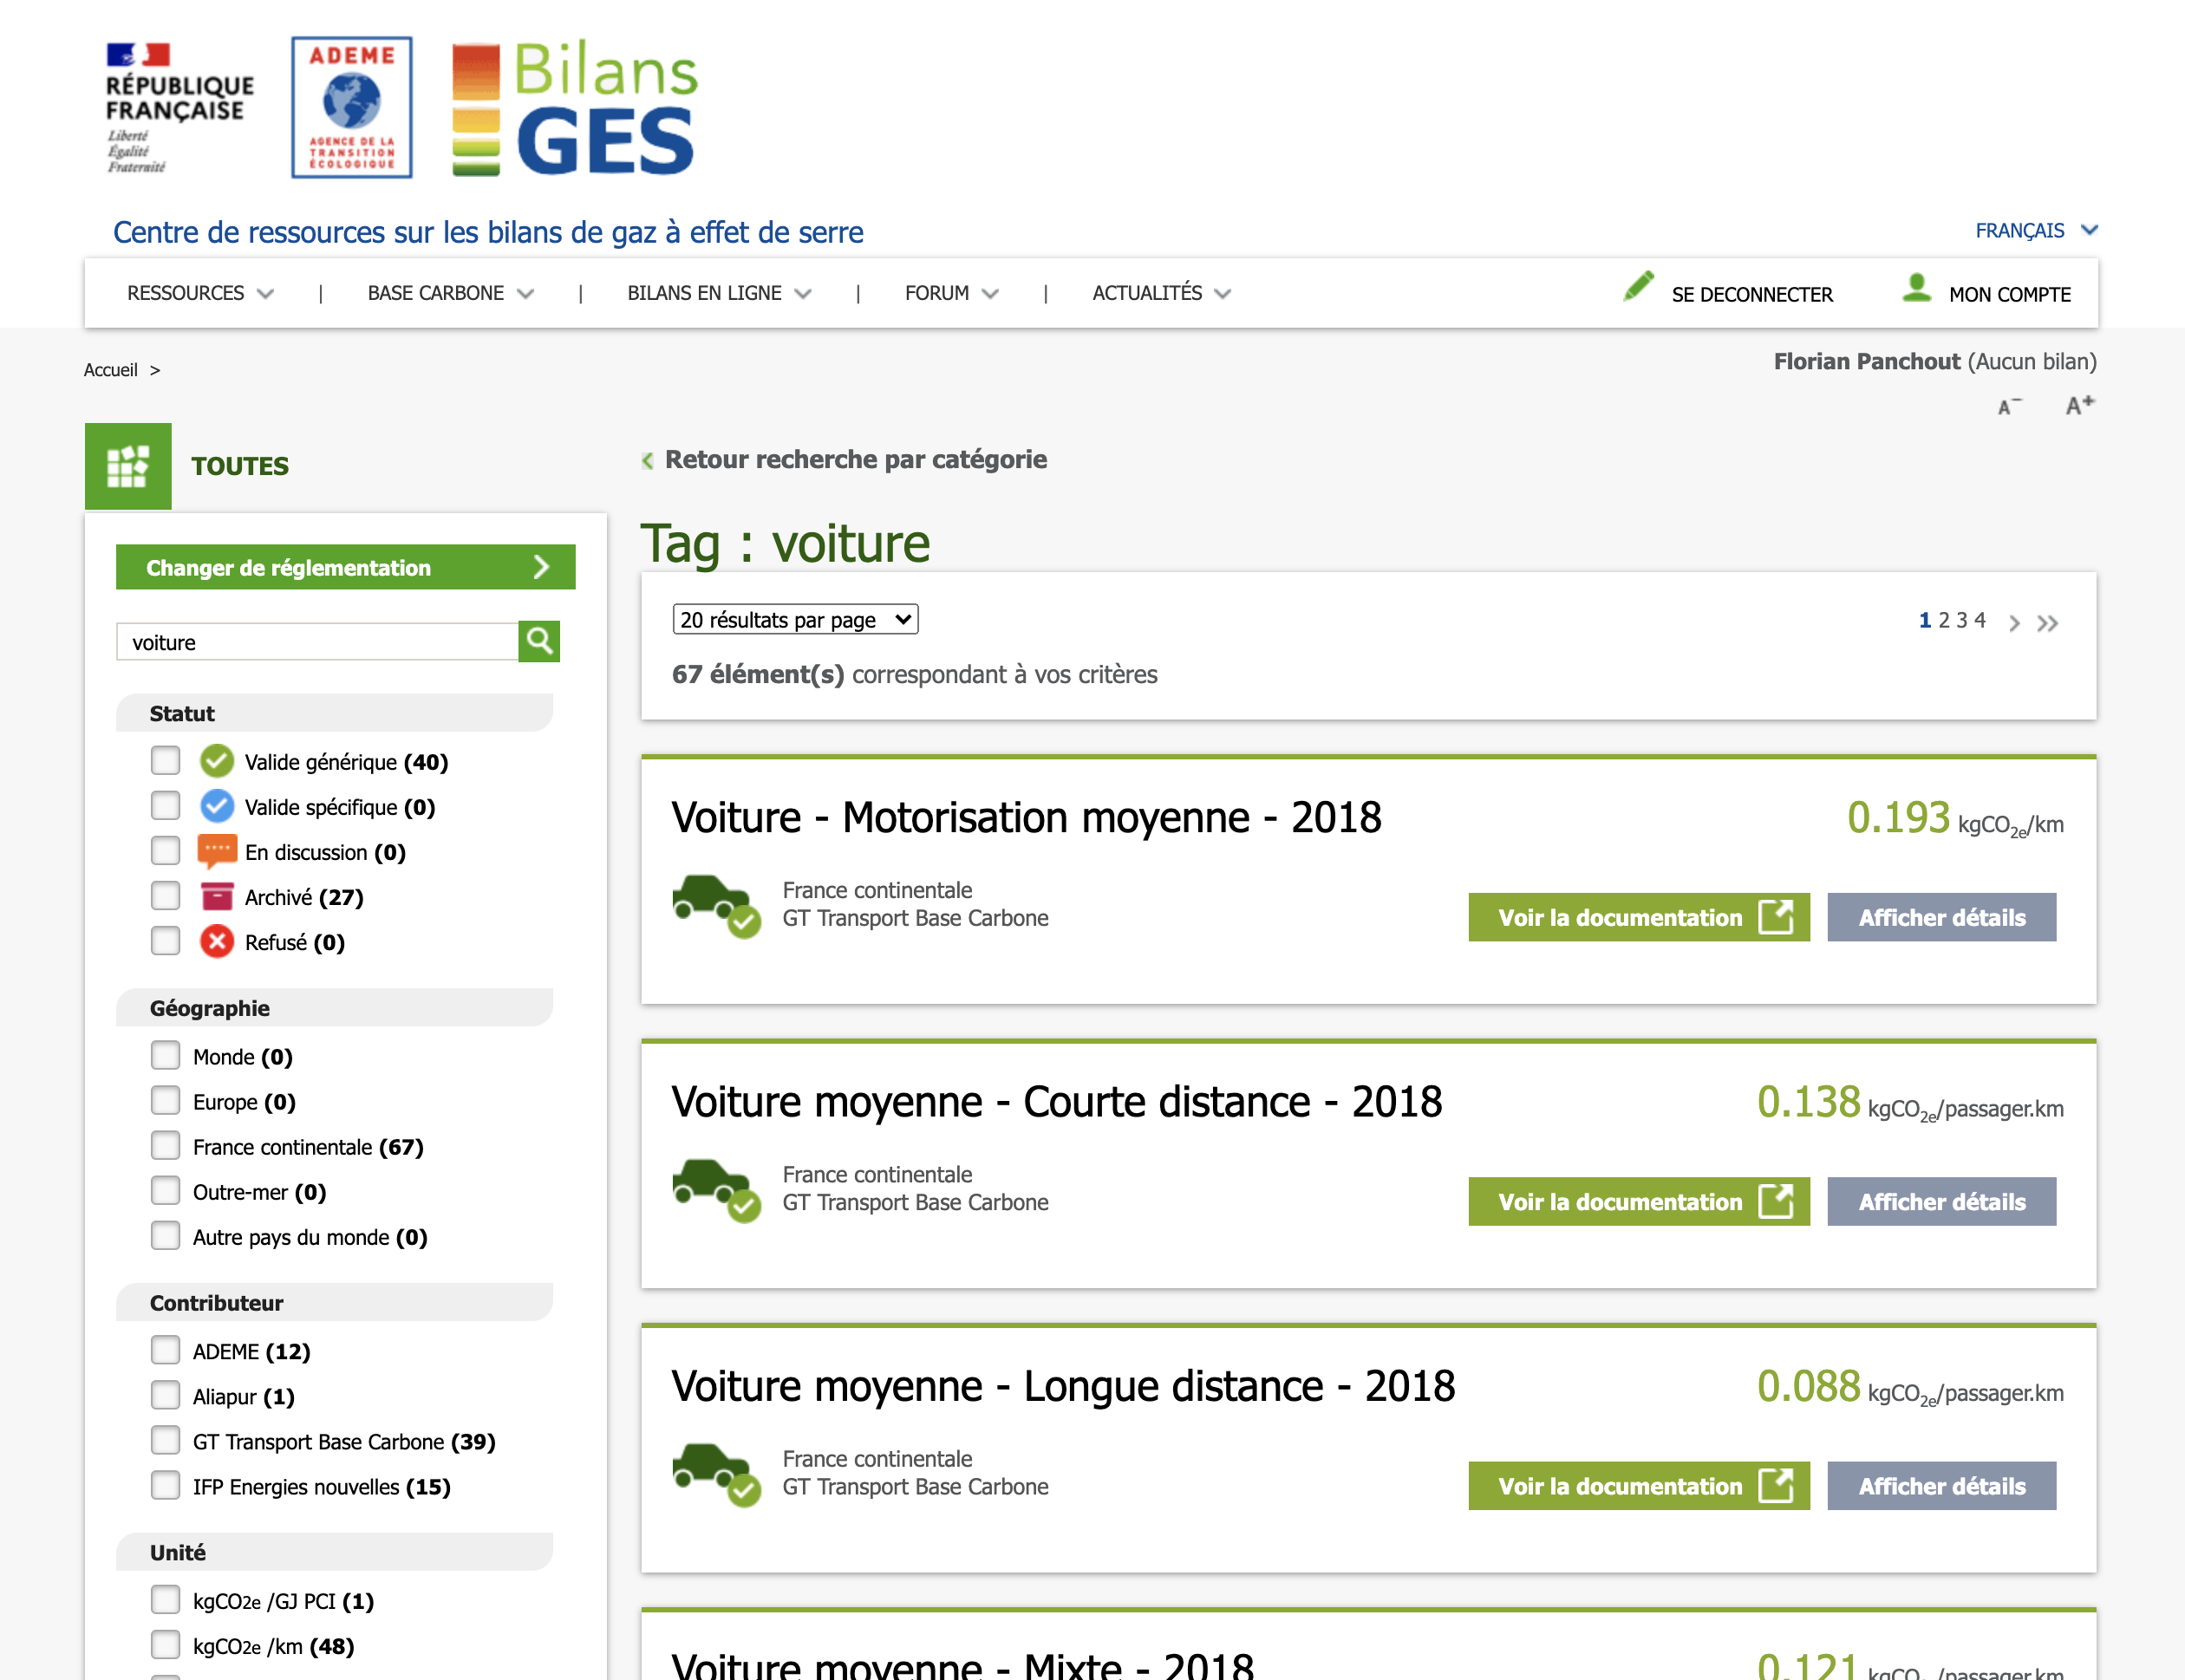 RÉPUBLIQUE
FRANÇAISE
Liberté
Égalité
Fraternité
ADEME
AGENCE DE LA
TRANSITION
ÉCOLOGIQUE
Bilans
GES
Centre de ressources sur les bilans de gaz à effet de serre
FRANÇAIS
RESSOURCES | BASE CARBONE | BILANS EN LIGNE | FORUM | ACTUALITÉS SE DECONNECTER MON COMPTE
Accueil >
Florian Panchout (Aucun bilan)
A− A+
TOUTES
Changer de réglementation
voiture
Statut
Valide générique (40)
Valide spécifique (0)
En discussion (0)
Archivé (27)
Refusé (0)
Géographie
Monde (0)
Europe (0)
France continentale (67)
Outre-mer (0)
Autre pays du monde (0)
Contributeur
ADEME (12)
Aliapur (1)
GT Transport Base Carbone (39)
IFP Energies nouvelles (15)
Unité
kgCO2e /GJ PCI (1)
kgCO2e /km (48)
Retour recherche par catégorie
Tag : voiture
20 résultats par page
1 2 3 4
67 élément(s) correspondant à vos critères
Voiture - Motorisation moyenne - 2018
0.193 kgCO2e/km
France continentale
GT Transport Base Carbone
Voir la documentation
Afficher détails
Voiture moyenne - Courte distance - 2018
0.138 kgCO2e/passager.km
France continentale
GT Transport Base Carbone
Voir la documentation
Afficher détails
Voiture moyenne - Longue distance - 2018
0.088 kgCO2e/passager.km
France continentale
GT Transport Base Carbone
Voir la documentation
Afficher détails
Voiture moyenne - Mixte - 2018
0.121 kgCO2e/passager.km